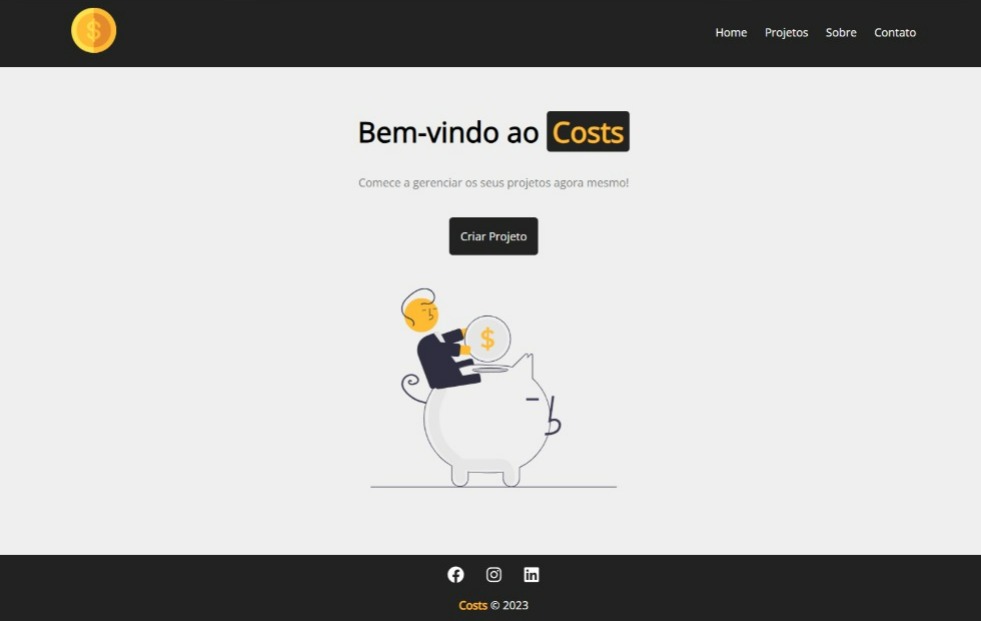 $
Home Projetos Sobre Contato
Bem-vindo ao Costs
Comece a gerenciar os seus projetos agora mesmo!
Criar Projeto
$
Costs © 2023